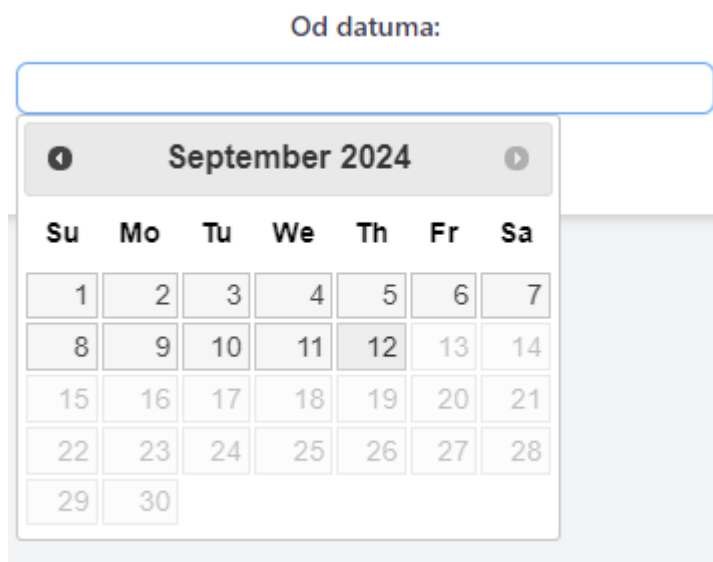 Od datuma:
September 2024
Su Mo Tu We Th Fr Sa
1 2 3 4 5 6 7
8 9 10 11 12 13 14
15 16 17 18 19 20 21
22 23 24 25 26 27 28
29 30